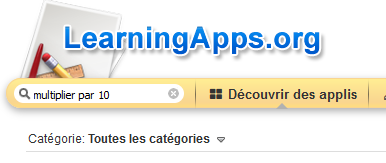 LearningApps.org
multiplier par 10 Découvrir des applis
Catégorie: Toutes les catégories